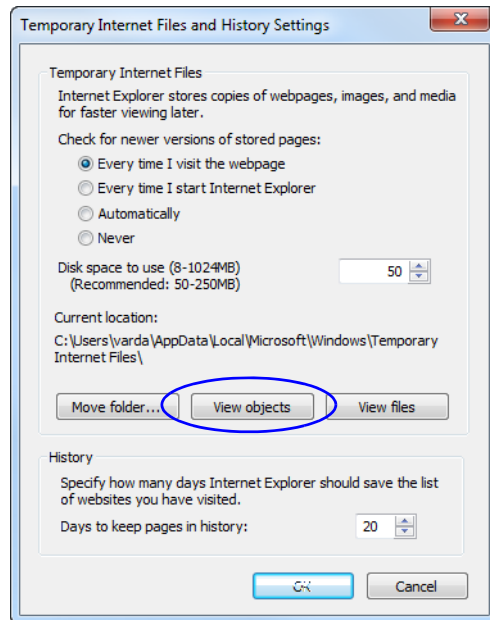 Temporary Internet Files and History Settings
Temporary Internet Files
Internet Explorer stores copies of webpages, images, and media
for faster viewing later.
Check for newer versions of stored pages:
Every time I visit the webpage
Every time I start Internet Explorer
Automatically
Never
Disk space to use (8-1024MB) 50
(Recommended: 50-250MB)
Current location:
C:\Users\varda\AppData\Local\Microsoft\Windows\Temporary
Internet Files\
Move folder... View objects View files
History
Specify how many days Internet Explorer should save the list
of websites you have visited.
Days to keep pages in history: 20
OK Cancel